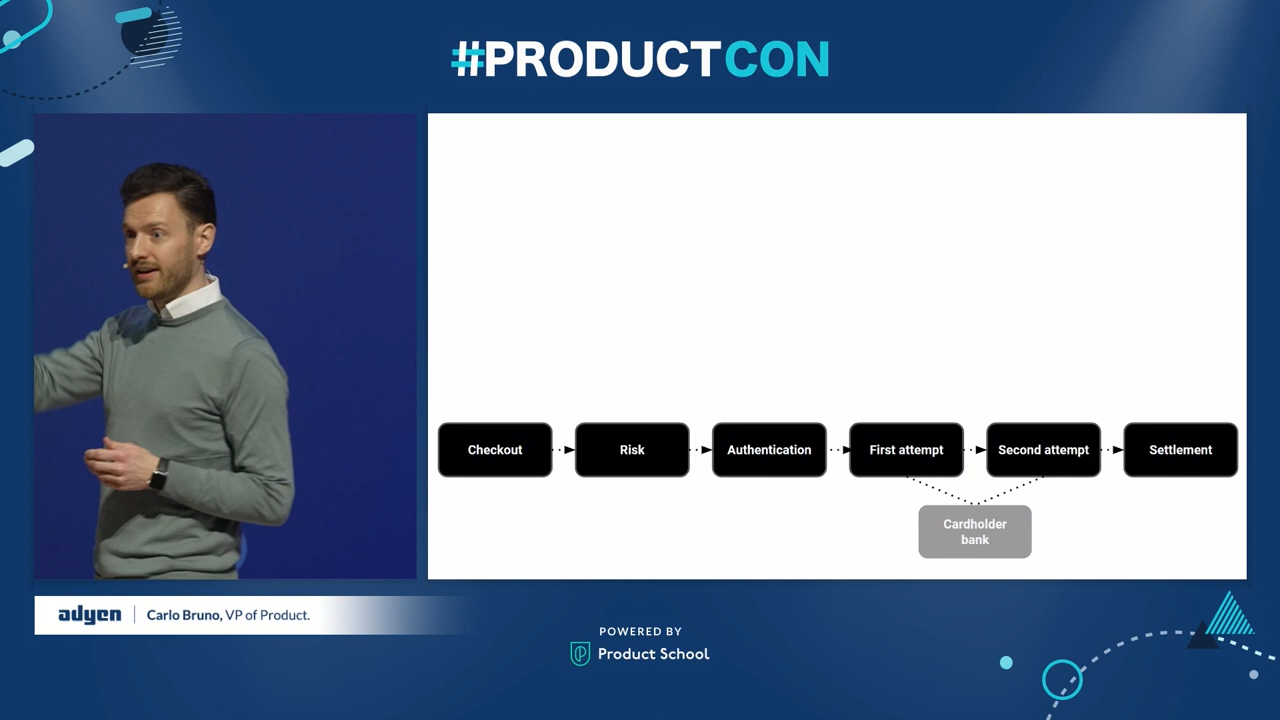 #PRODUCTCON
Checkout
Risk
Authentication
First attempt
Second attempt
Settlement
Cardholder
bank
adyen
Carlo Bruno, VP of Product.
POWERED BY
Product School